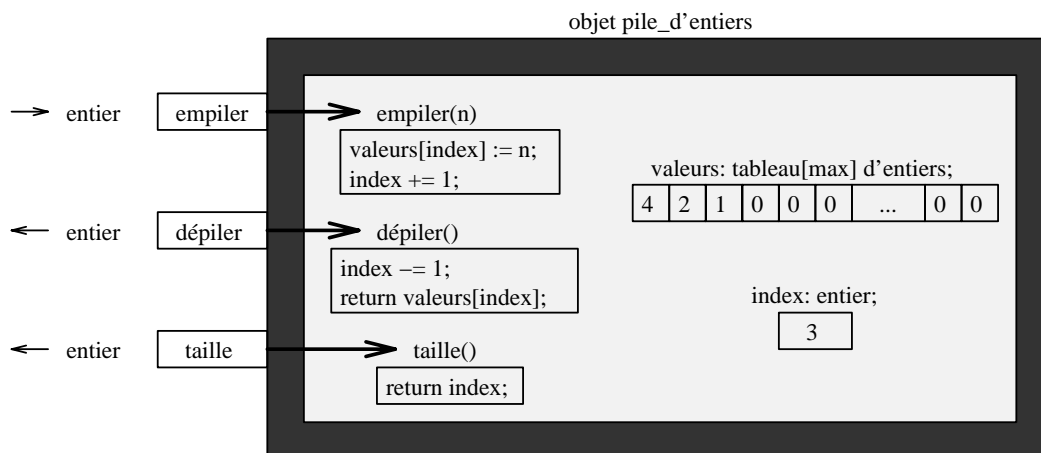 objet pile_d'entiers
entier empiler empiler(n)
valeurs[index] := n;
index += 1;
valeurs: tableau[max] d'entiers;
4 2 1 0 0 0 ... 0 0
entier dépiler dépiler()
index −= 1;
return valeurs[index];
index: entier;
3
entier taille taille()
return index;